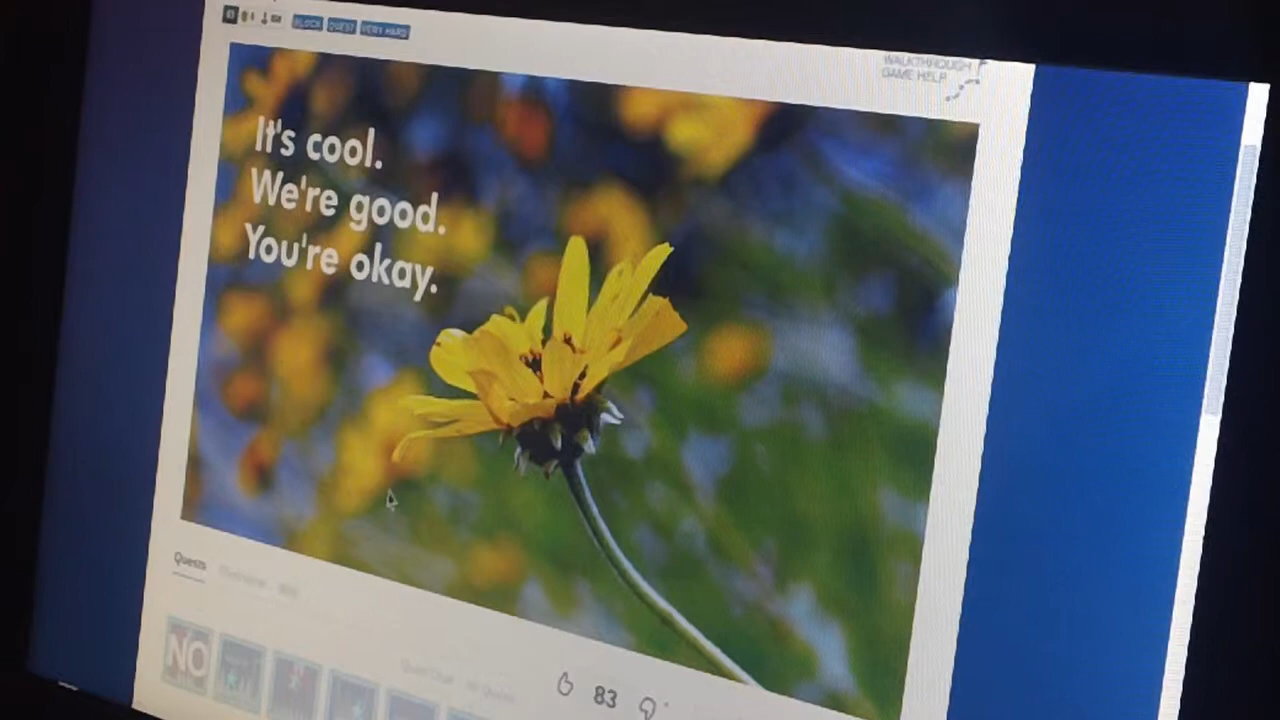 BLOCK QUEST VERY HARD
WALKTHROUGH
GAME HELP
It's cool.
We're good.
You're okay.
Quests
NO
83